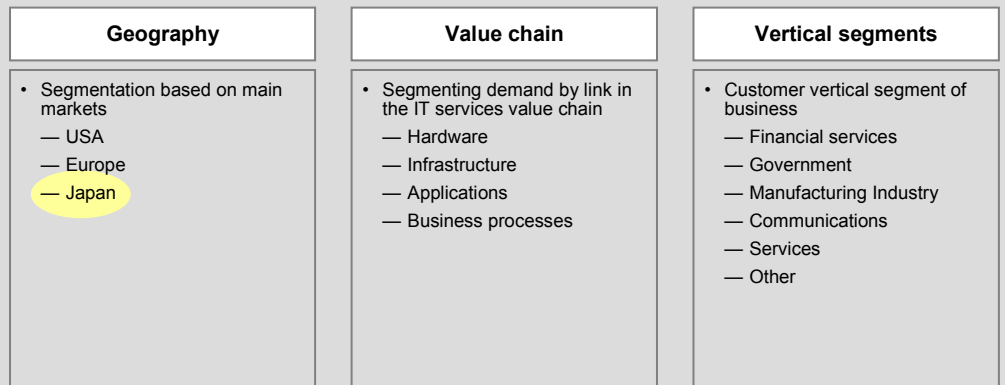 Geography
• Segmentation based on main
markets
— USA
— Europe
— Japan
Value chain
• Segmenting demand by link in
the IT services value chain
— Hardware
— Infrastructure
— Applications
— Business processes
Vertical segments
• Customer vertical segment of
business
— Financial services
— Government
— Manufacturing Industry
— Communications
— Services
— Other